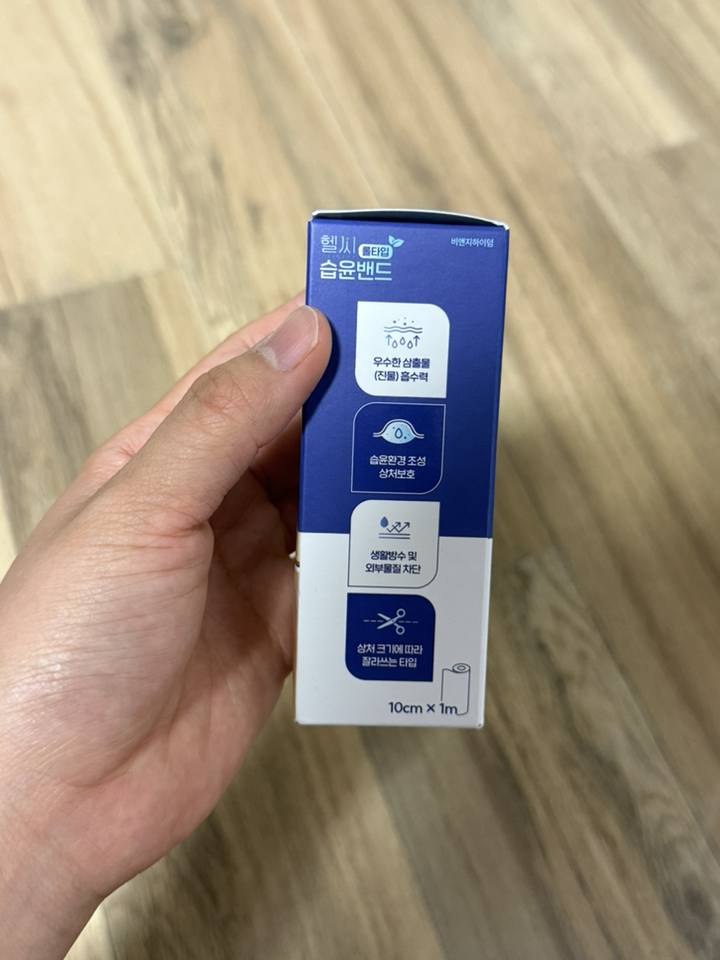 헬씨 롤타입
습윤밴드
비앤지하이덤
우수한 삼출물
(진물) 흡수력
습윤환경 조성
상처보호
생활방수 및
외부물질 차단
상처 크기에 따라
잘라쓰는 타입
10cm × 1m